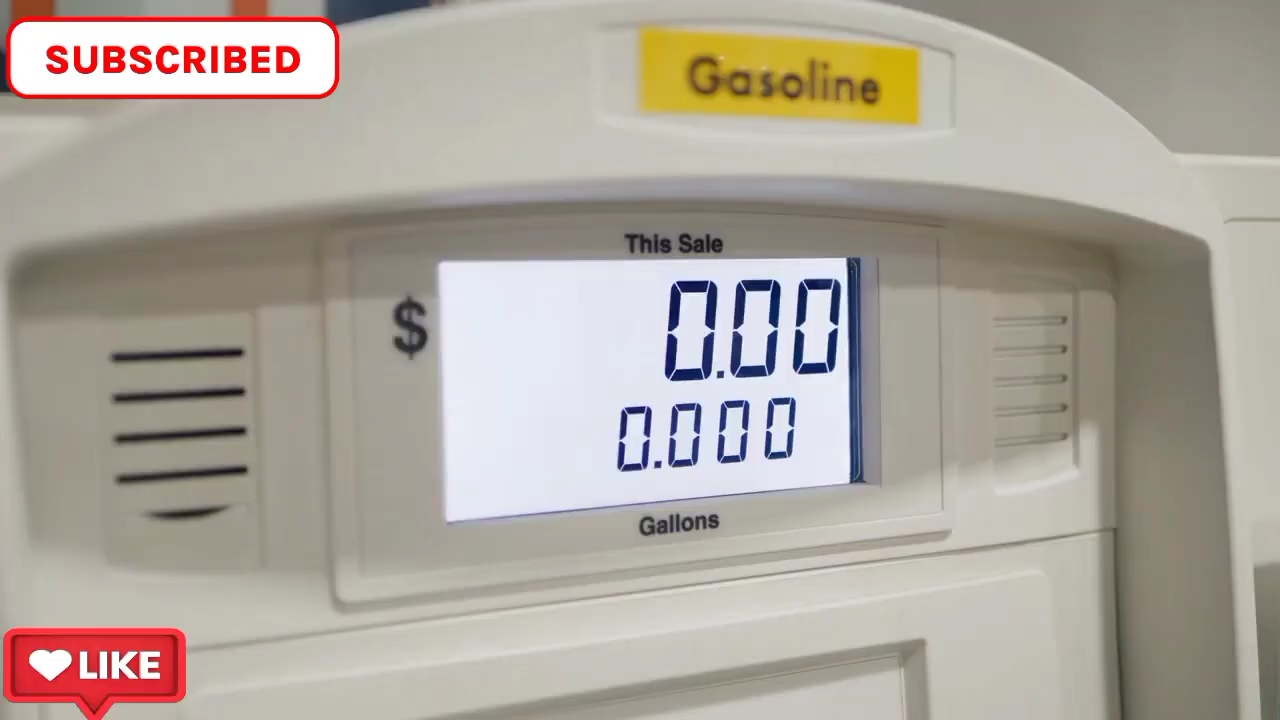 SUBSCRIBED
Gasoline
This Sale
$
0.00
0.000
Gallons
LIKE